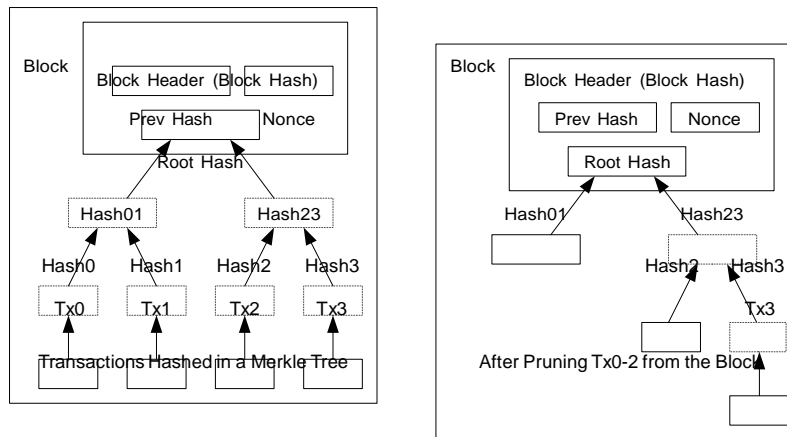 Block
Block Header (Block Hash)
Prev Hash Nonce
Root Hash
Hash01 Hash23
Hash0 Hash1 Hash2 Hash3
Tx0 Tx1 Tx2 Tx3
Transactions Hashed in a Merkle Tree
Block
Block Header (Block Hash)
Prev Hash Nonce
Root Hash
Hash01 Hash23
Hash2 Hash3
Tx3
After Pruning Tx0-2 from the Block